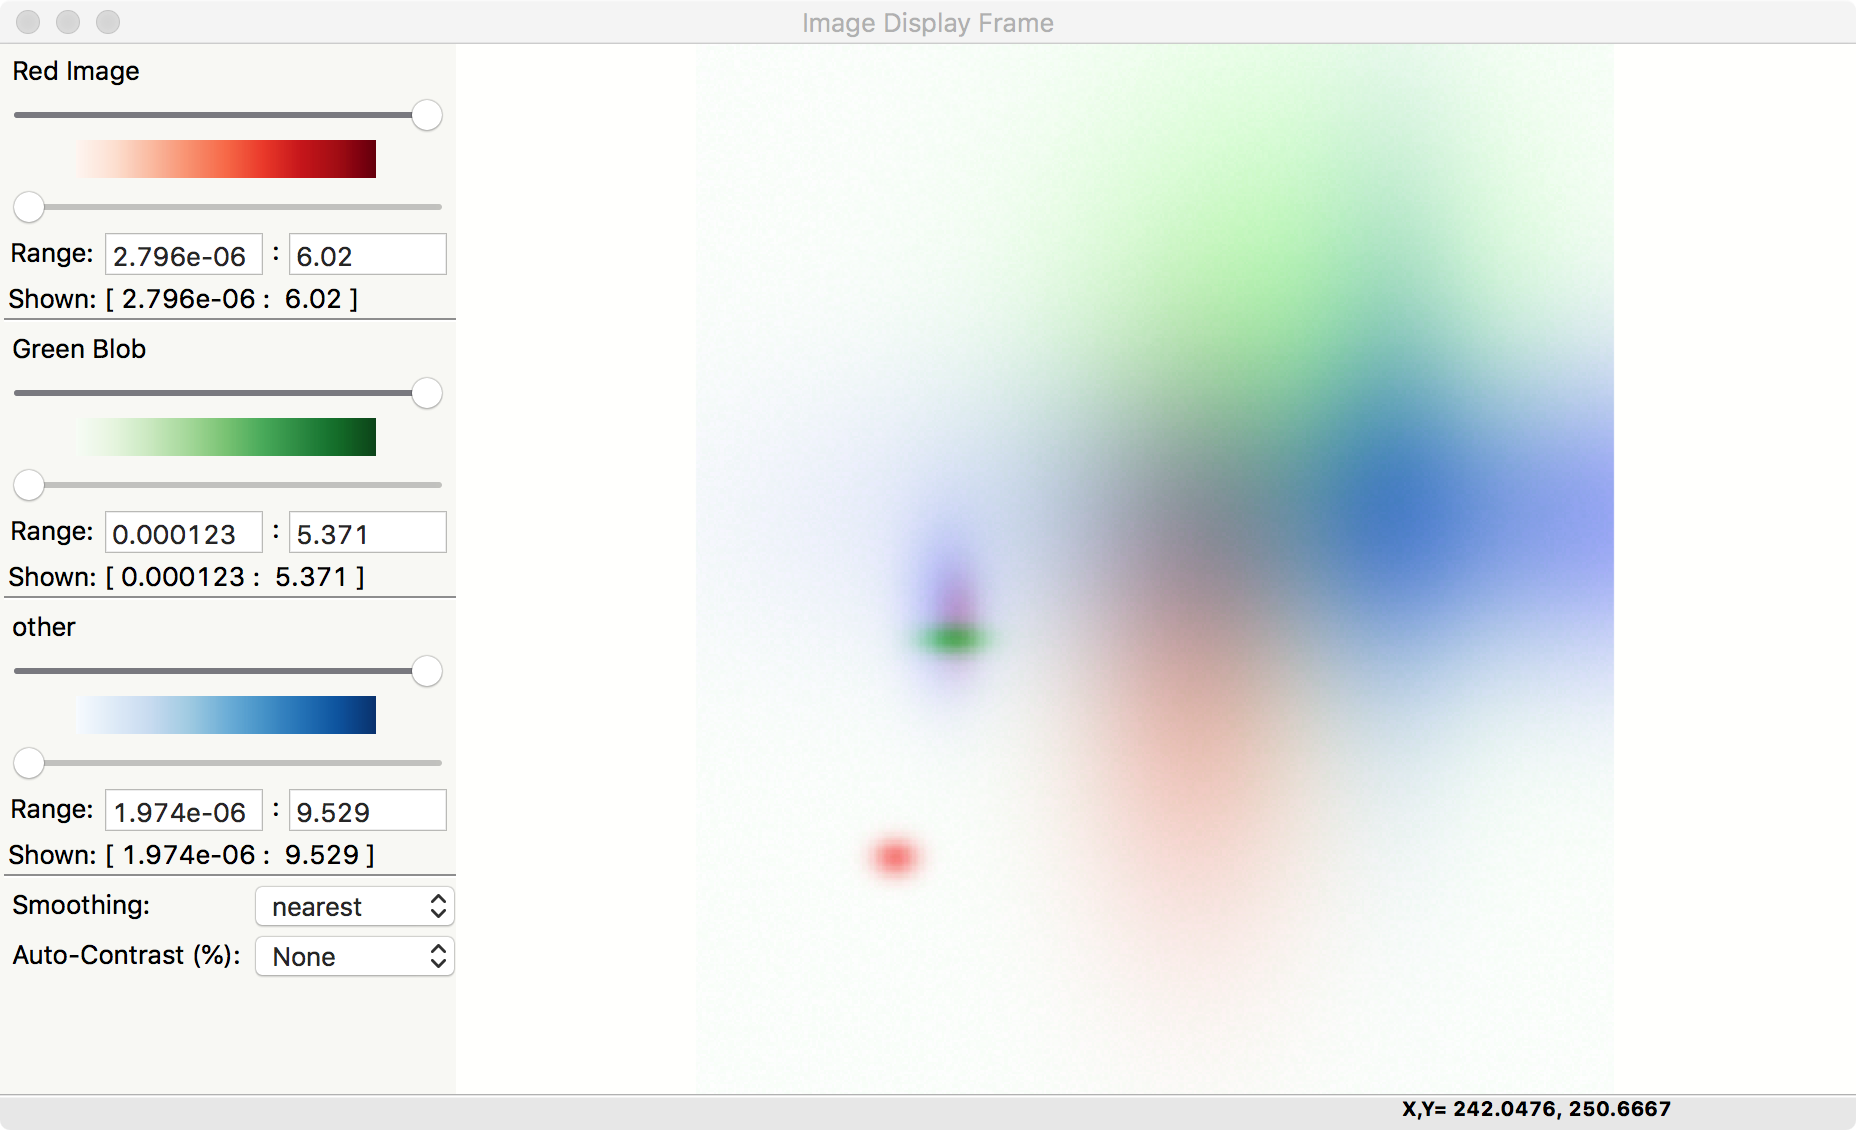 Image Display Frame
Red Image
Range: 2.796e-06 : 6.02
Shown: [ 2.796e-06 : 6.02 ]
Green Blob
Range: 0.000123 : 5.371
Shown: [ 0.000123 : 5.371 ]
other
Range: 1.974e-06 : 9.529
Shown: [ 1.974e-06 : 9.529 ]
Smoothing: nearest
Auto-Contrast (%): None
X,Y= 242.0476, 250.6667